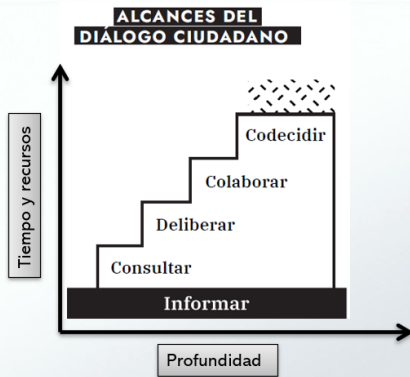 ALCANCES DEL
DIÁLOGO CIUDADANO
Tiempo y recursos
Codecidir
Colaborar
Deliberar
Consultar
Informar
Profundidad